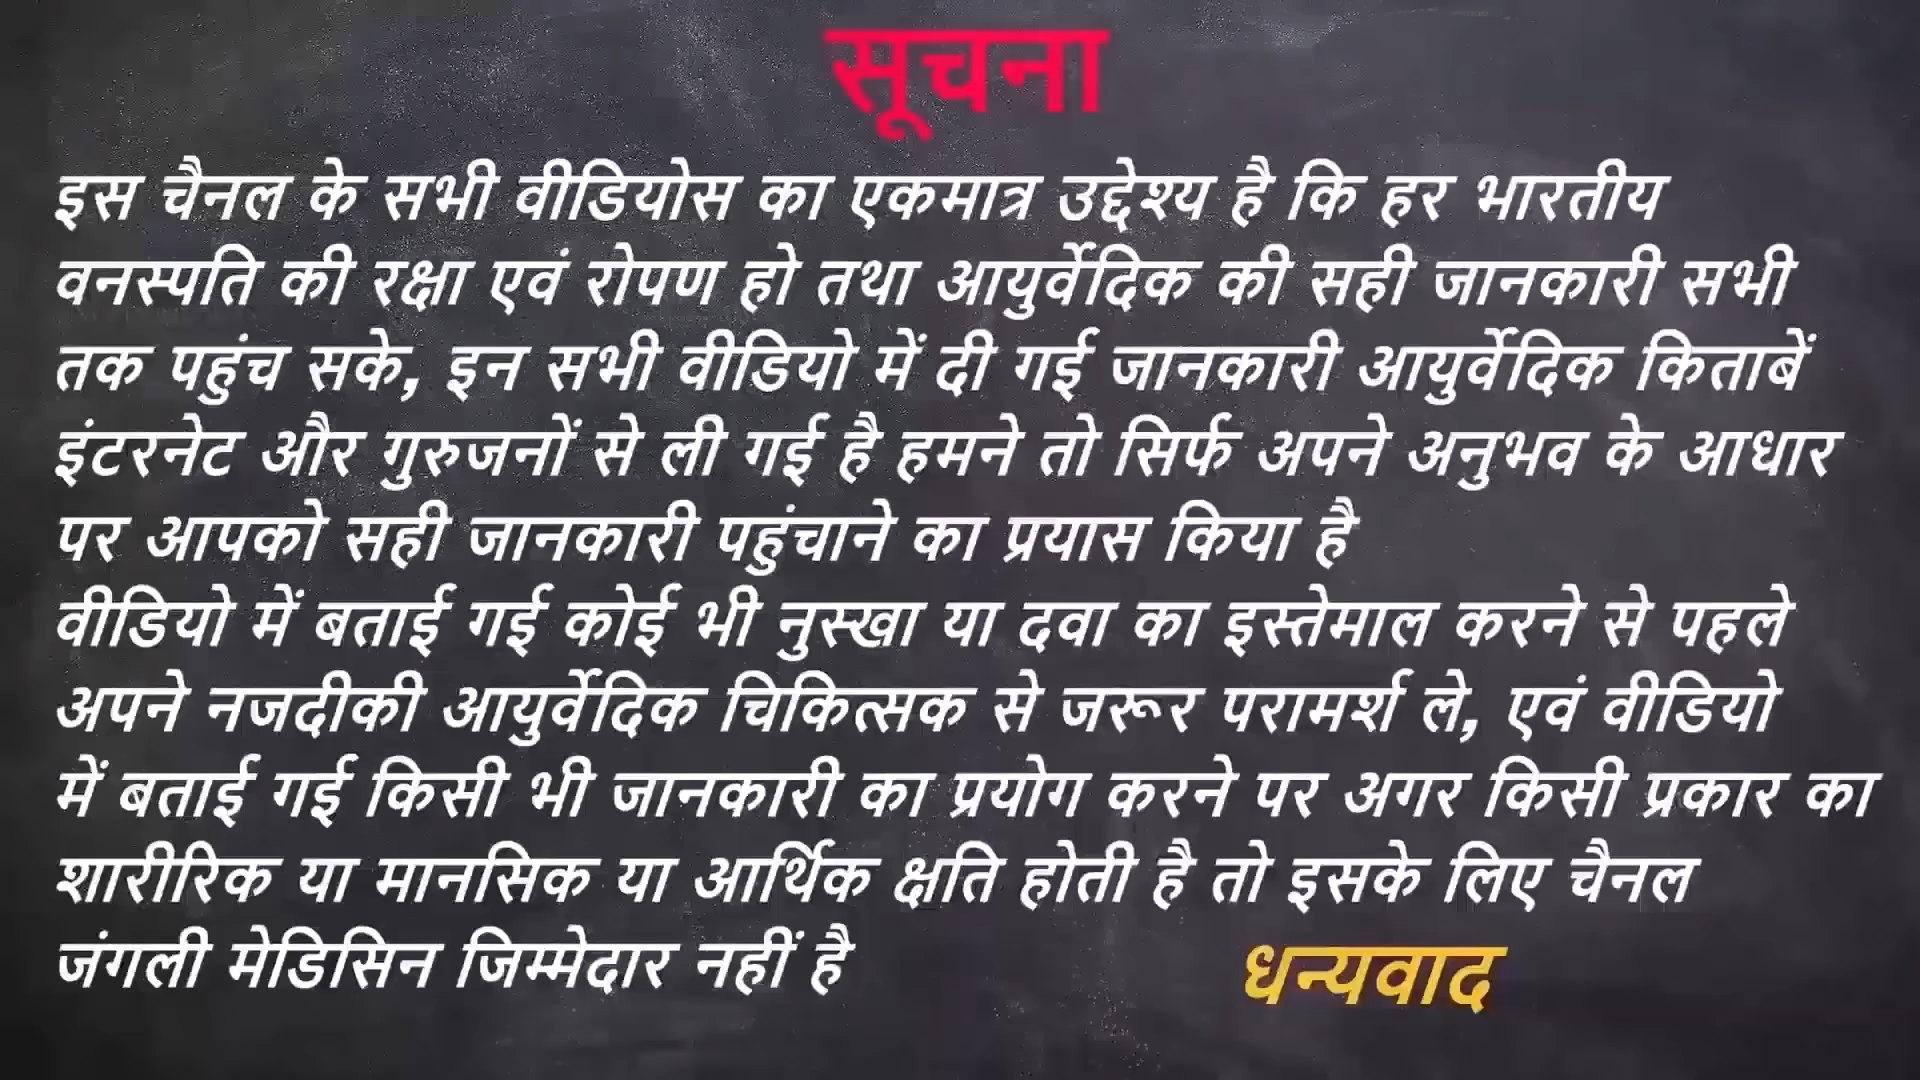 सूचना
इस चैनल के सभी वीडियोस का एकमात्र उद्देश्य है कि हर भारतीय
वनस्पति की रक्षा एवं रोपण हो तथा आयुर्वेदिक की सही जानकारी सभी
तक पहुंच सके, इन सभी वीडियो में दी गई जानकारी आयुर्वेदिक किताबें
इंटरनेट और गुरुजनों से ली गई है हमने तो सिर्फ अपने अनुभव के आधार
पर आपको सही जानकारी पहुंचाने का प्रयास किया है
वीडियो में बताई गई कोई भी नुस्खा या दवा का इस्तेमाल करने से पहले
अपने नजदीकी आयुर्वेदिक चिकित्सक से जरूर परामर्श ले, एवं वीडियो
में बताई गई किसी भी जानकारी का प्रयोग करने पर अगर किसी प्रकार का
शारीरिक या मानसिक या आर्थिक क्षति होती है तो इसके लिए चैनल
जंगली मेडिसिन जिम्मेदार नहीं है धन्यवाद